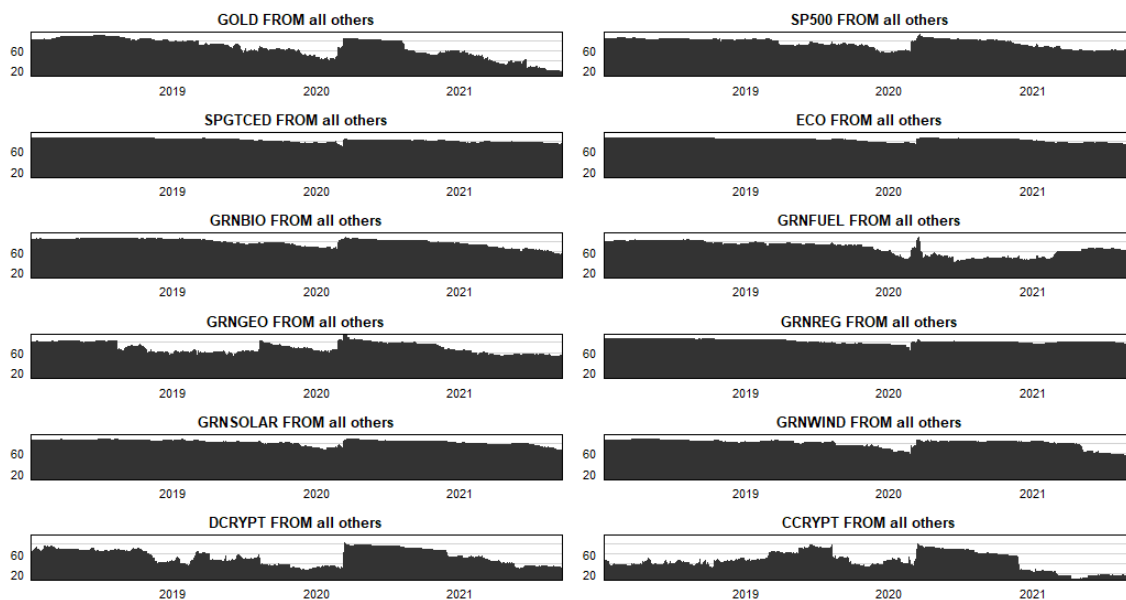 GOLD FROM all others
SP500 FROM all others
60
20
60
20
2019 2020 2021
2019 2020 2021
SPGTCED FROM all others
ECO FROM all others
60
20
60
20
2019 2020 2021
2019 2020 2021
GRNBIO FROM all others
GRNFUEL FROM all others
60
20
60
20
2019 2020 2021
2019 2020 2021
GRNGEO FROM all others
GRNREG FROM all others
60
20
60
20
2019 2020 2021
2019 2020 2021
GRNSOLAR FROM all others
GRNWIND FROM all others
60
20
60
20
2019 2020 2021
2019 2020 2021
DCRYPT FROM all others
CCRYPT FROM all others
60
20
60
20
2019 2020 2021
2019 2020 2021